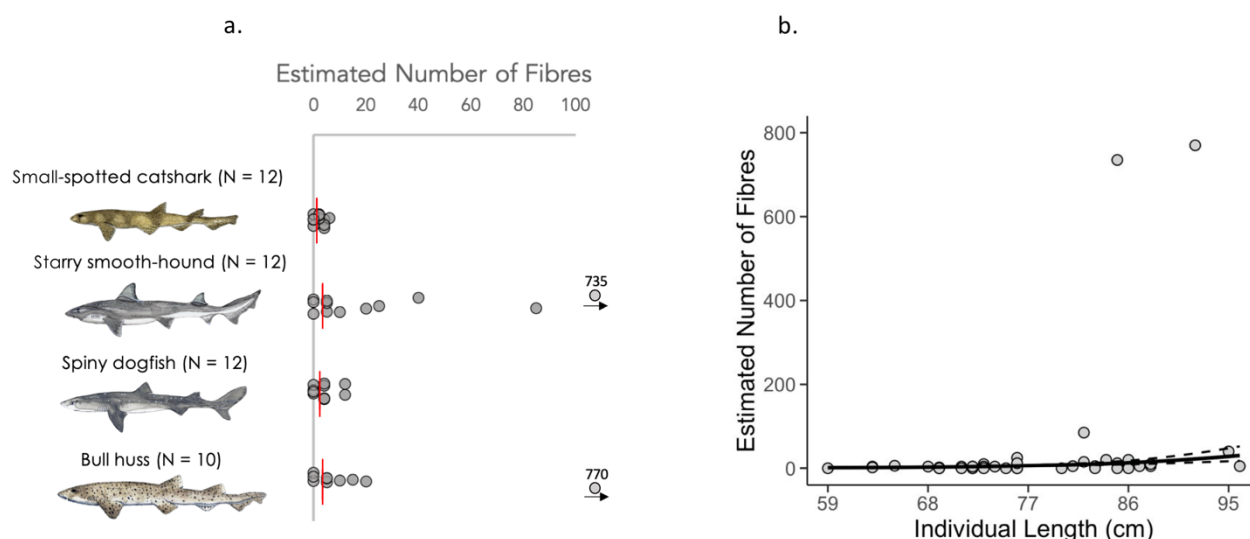 a.
Estimated Number of Fibres
0 20 40 60 80 100
Small-spotted catshark (N = 12)
Starry smooth-hound (N = 12)
735
Spiny dogfish (N = 12)
Bull huss (N = 10)
770
b.
Estimated Number of Fibres
800
600
400
200
0
59 68 77 86 95
Individual Length (cm)